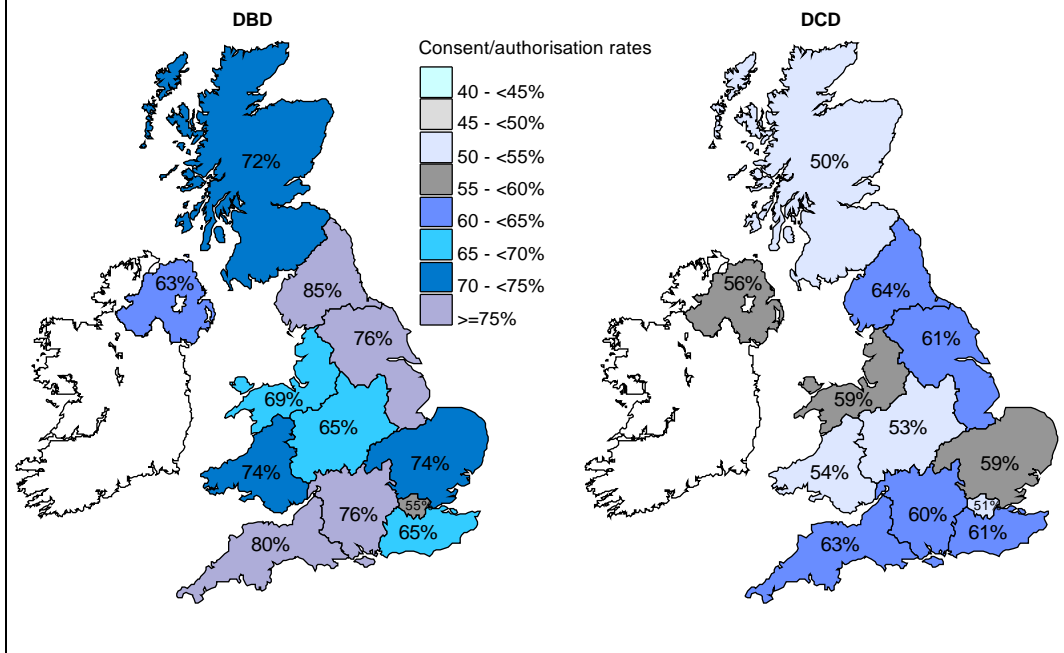 DBD
DCD
Consent/authorisation rates
40 - <45%
45 - <50%
50 - <55%
55 - <60%
60 - <65%
65 - <70%
70 - <75%
>=75%
72%
63%
85%
76%
69%
65%
74%
74%
55%
76%
65%
80%
50%
56%
64%
61%
59%
53%
59%
54%
51%
60%
61%
63%